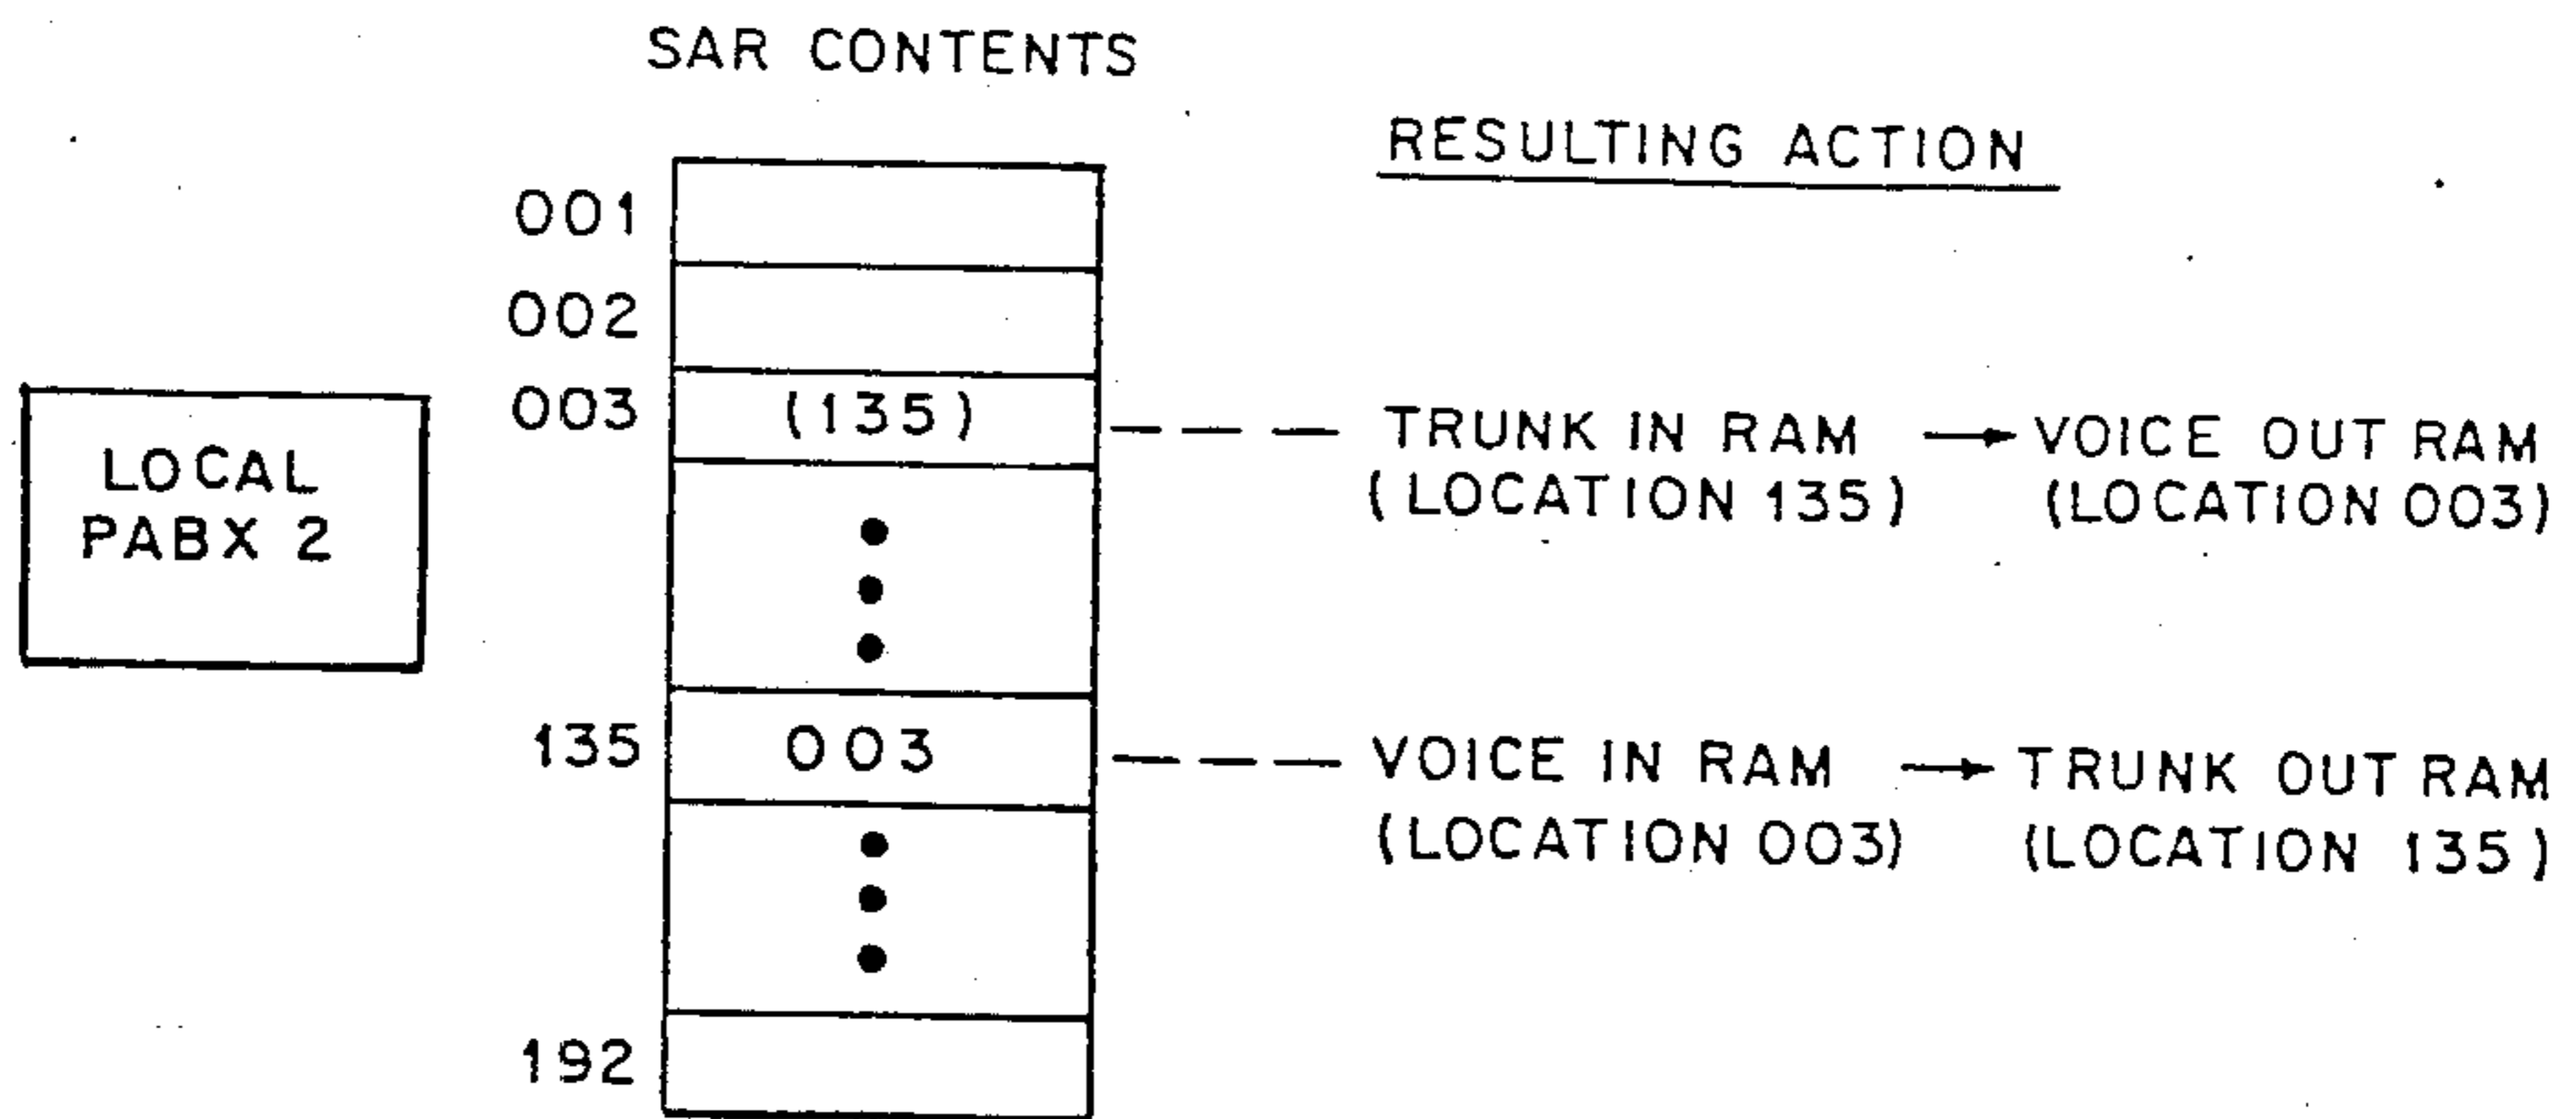 SAR CONTENTS
RESULTING ACTION
001
002
LOCAL
PABX 2
003 (135) TRUNK IN RAM → VOICE OUT RAM
(LOCATION 135) (LOCATION 003)
135 003 VOICE IN RAM → TRUNK OUT RAM
(LOCATION 003) (LOCATION 135)
192